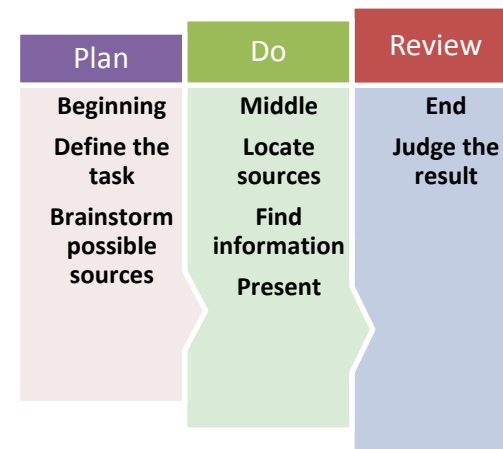 Plan
Beginning
Define the
task
Brainstorm
possible
sources
Do
Middle
Locate
sources
Find
information
Present
Review
End
Judge the
result